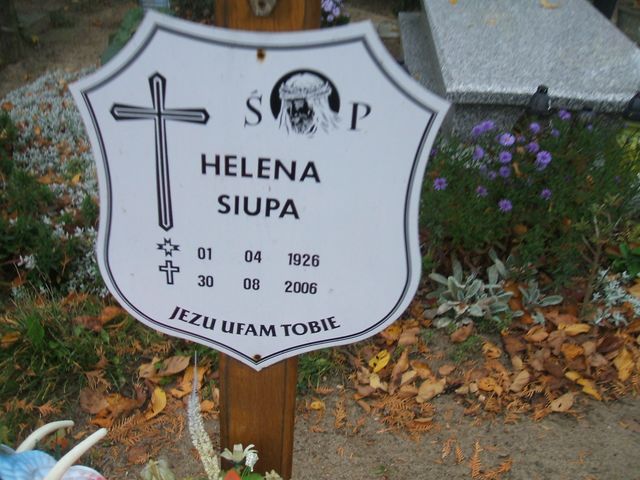 Ś P
HELENA
SIUPA
01 04 1926
30 08 2006
JEZU UFAM TOBIE